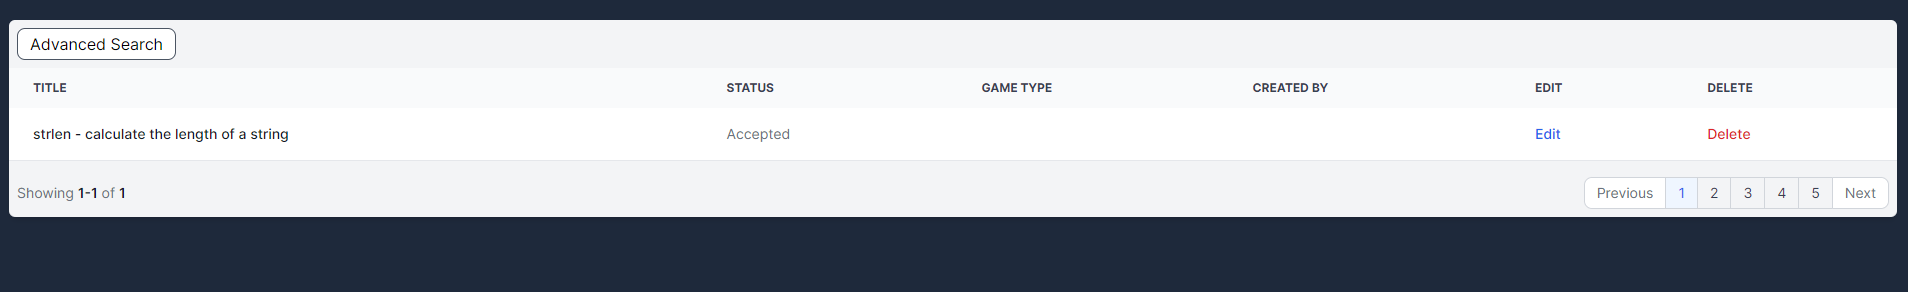 Advanced Search
TITLE STATUS GAME TYPE CREATED BY EDIT DELETE
strlen - calculate the length of a string Accepted Edit Delete
Showing 1-1 of 1 Previous 1 2 3 4 5 Next